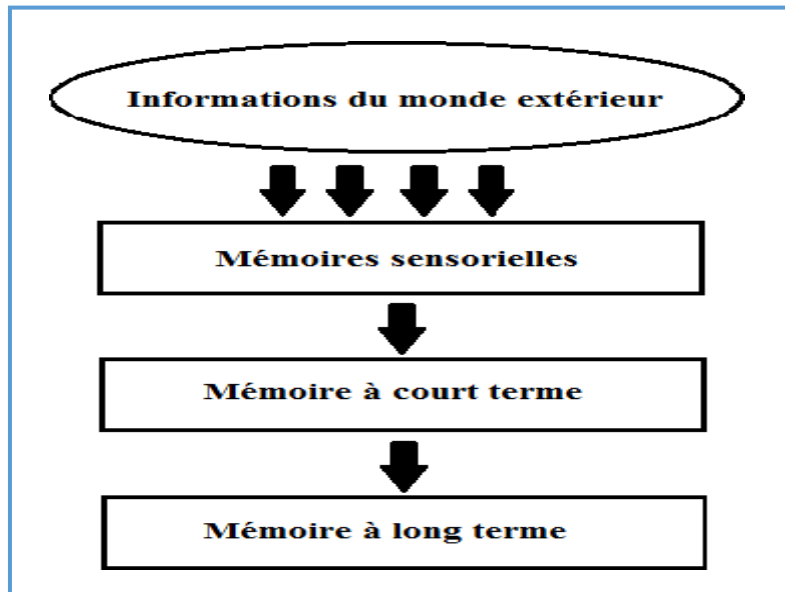 Informations du monde extérieur
Mémoires sensorielles
Mémoire à court terme
Mémoire à long terme